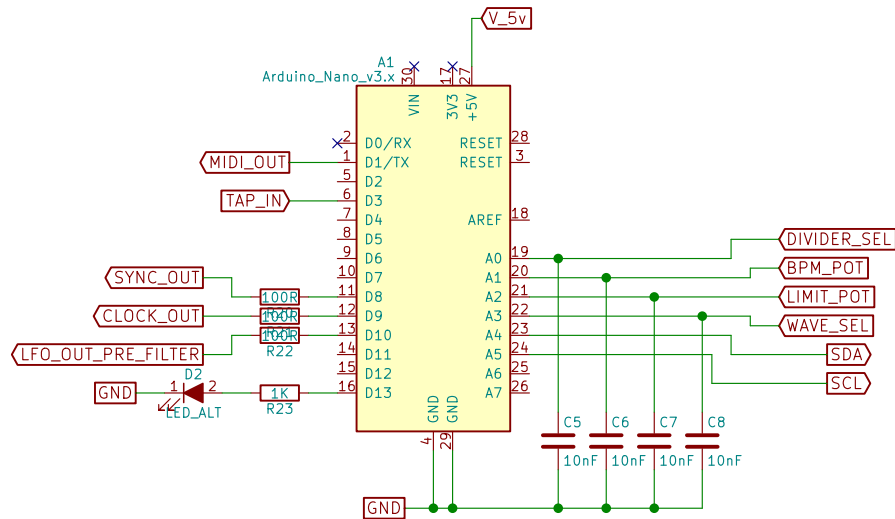 V_5v
A1
Arduino_Nano_v3.x
30
17
27
VIN
3V3
+5V
2 D0/RX RESET 28
MIDI_OUT 1 D1/TX RESET 3
5 D2
TAP_IN 6 D3
7 D4 AREF 18
8 D5
9 D6 A0 19 DIVIDER_SEL
10 D7 A1 20 BPM_POT
SYNC_OUT 100R 11 D8 A2 21 LIMIT_POT
R20
CLOCK_OUT 100R 12 D9 A3 22 WAVE_SEL
R21
LFO_OUT_PRE_FILTER 100R 13 D10 A4 23 SDA
R22
14 D11 A5 24 SCL
15 D12 A6 25
D2
GND 1 2 1K 16 D13 A7 26
LED_ALT R23
GND
GND
4
29
C5 C6 C7 C8
10nF 10nF 10nF 10nF
GND